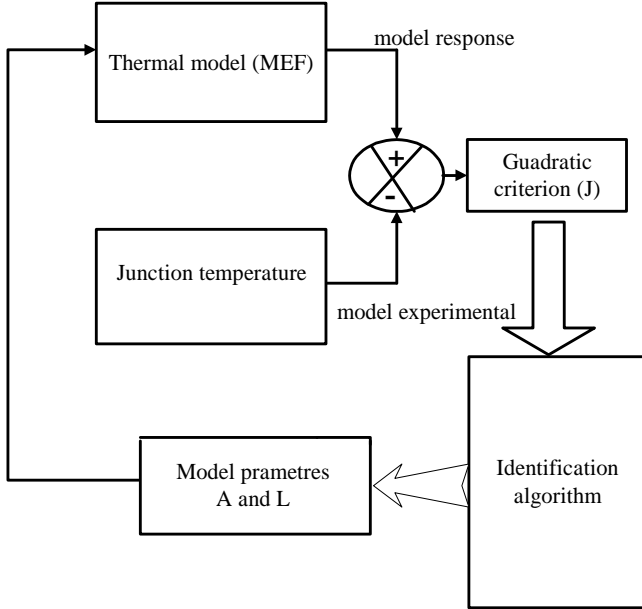 model response
Thermal model (MEF)
+
Guadratic
criterion (J)
-
Junction temperature
model experimental
Model prametres
A and L
Identification
algorithm